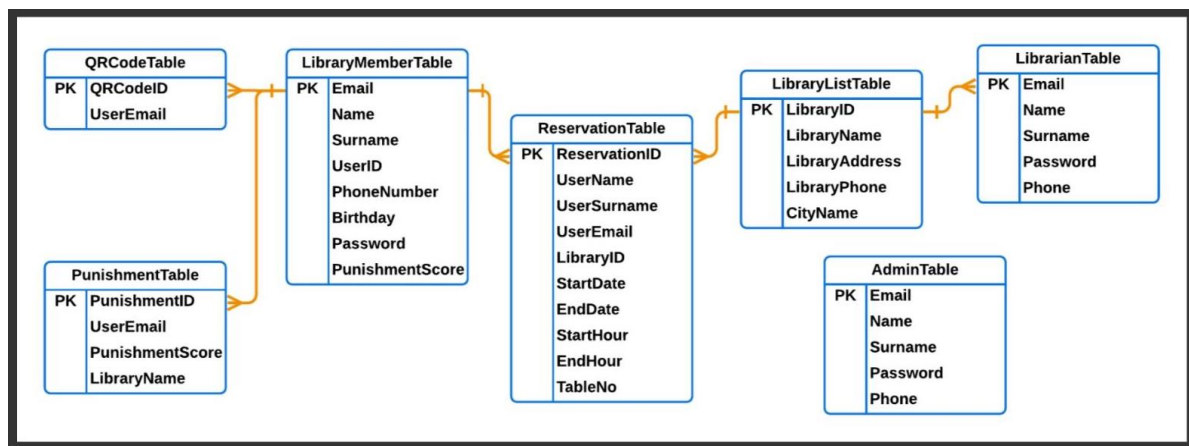 QRCodeTable
PK QRCodeID
UserEmail
LibraryMemberTable
PK Email
Name
Surname
UserID
PhoneNumber
Birthday
Password
PunishmentScore
PunishmentTable
PK PunishmentID
UserEmail
PunishmentScore
LibraryName
ReservationTable
PK ReservationID
UserName
UserSurname
UserEmail
LibraryID
StartDate
EndDate
StartHour
EndHour
TableNo
LibraryListTable
PK LibraryID
LibraryName
LibraryAddress
LibraryPhone
CityName
LibrarianTable
PK Email
Name
Surname
Password
Phone
AdminTable
PK Email
Name
Surname
Password
Phone